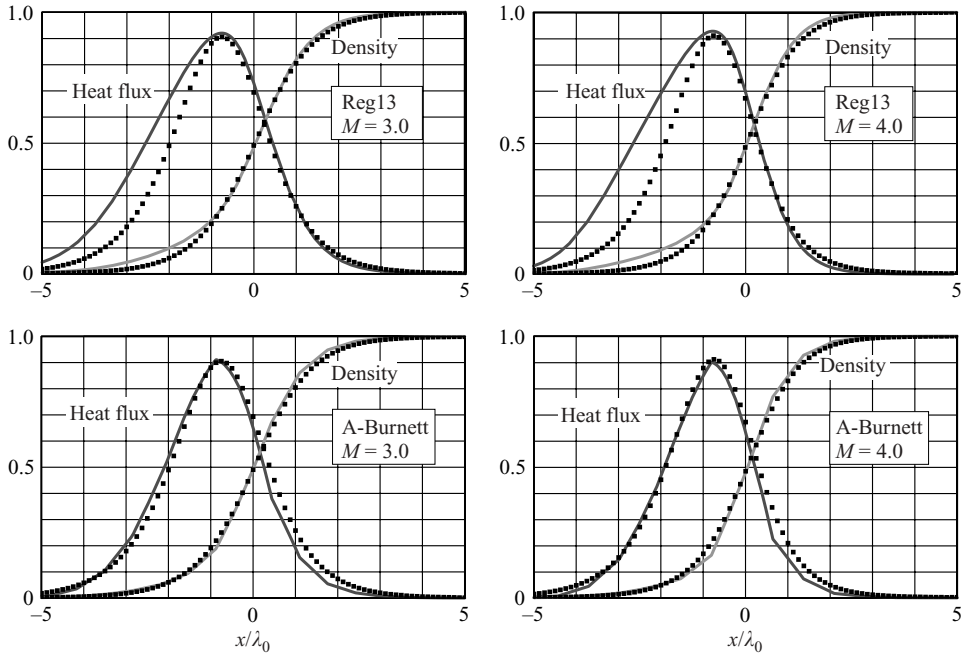 1.0
Density
Heat flux
Reg13
M = 3.0
0.5
0
–5
0
5
1.0
Density
Heat flux
Reg13
M = 4.0
0.5
0
–5
0
5
1.0
Density
Heat flux
A-Burnett
M = 3.0
0.5
0
–5
0
5
x/λ0
1.0
Density
Heat flux
A-Burnett
M = 4.0
0.5
0
–5
0
5
x/λ0